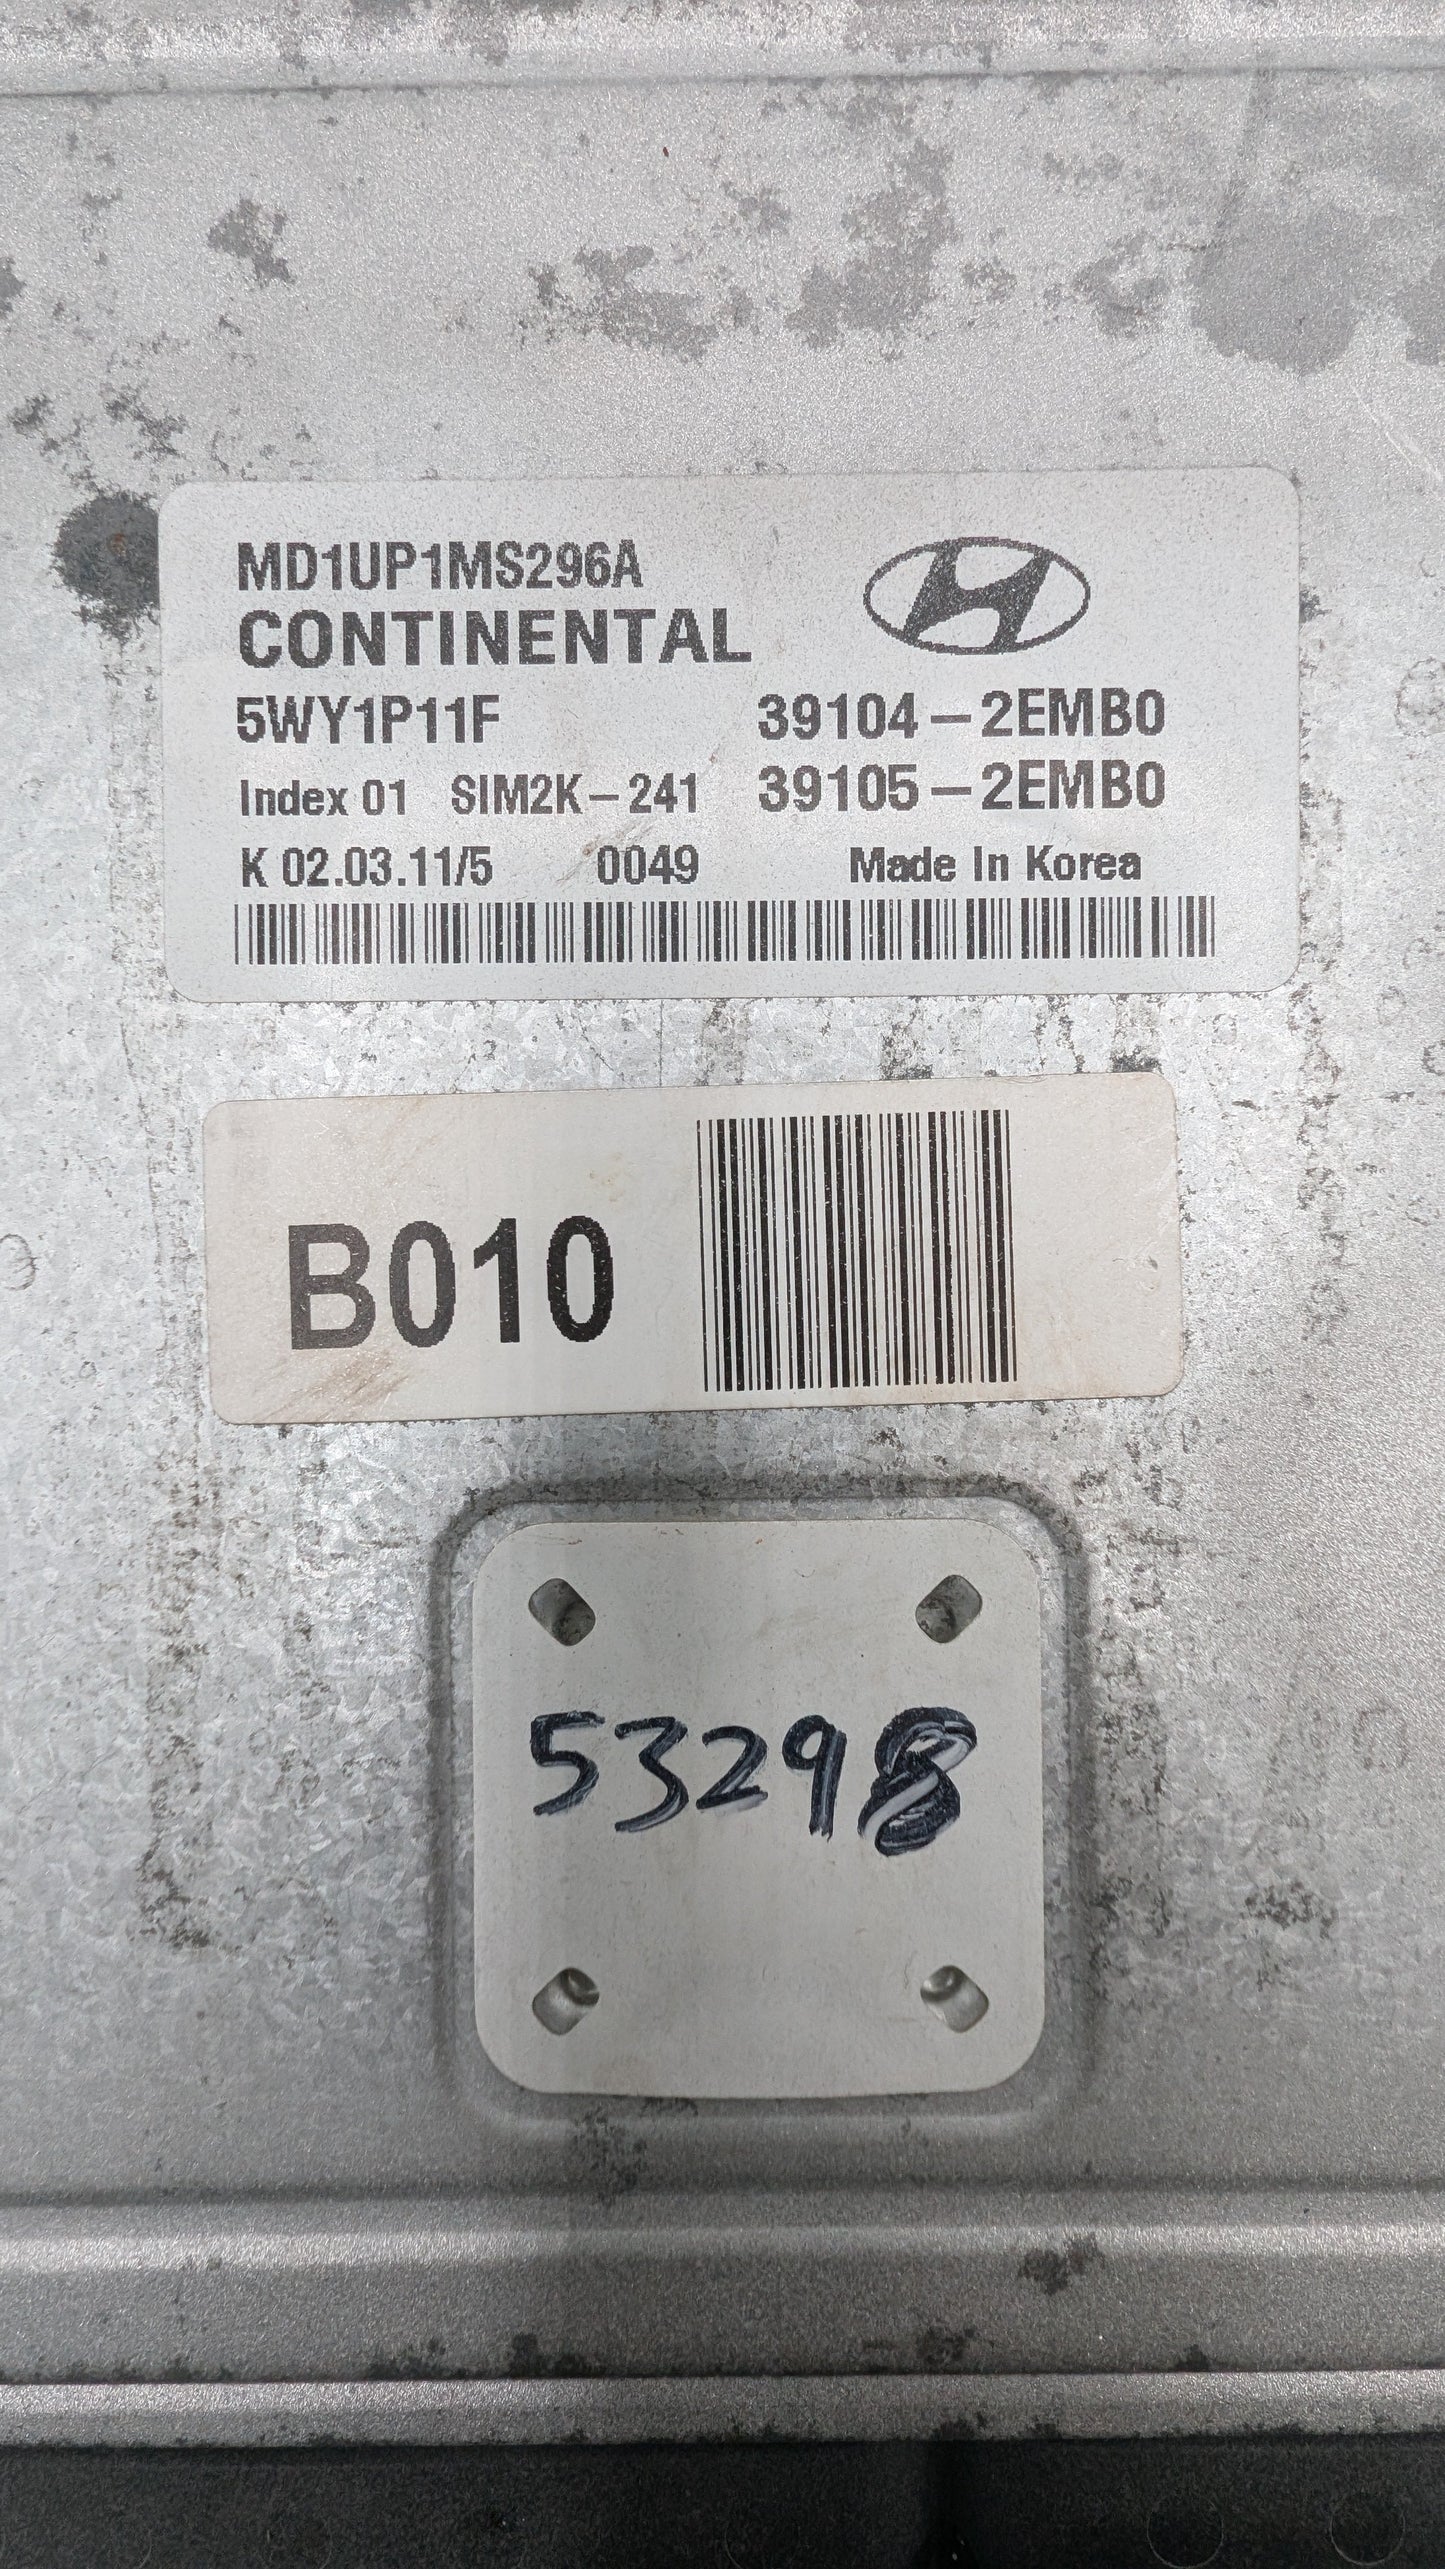 MD1UP1MS296A
CONTINENTAL
5WY1P11F 39104-2EMB0
Index 01 SIM2K-241 39105-2EMB0
K 02.03.11/5 0049 Made In Korea
B010
53298